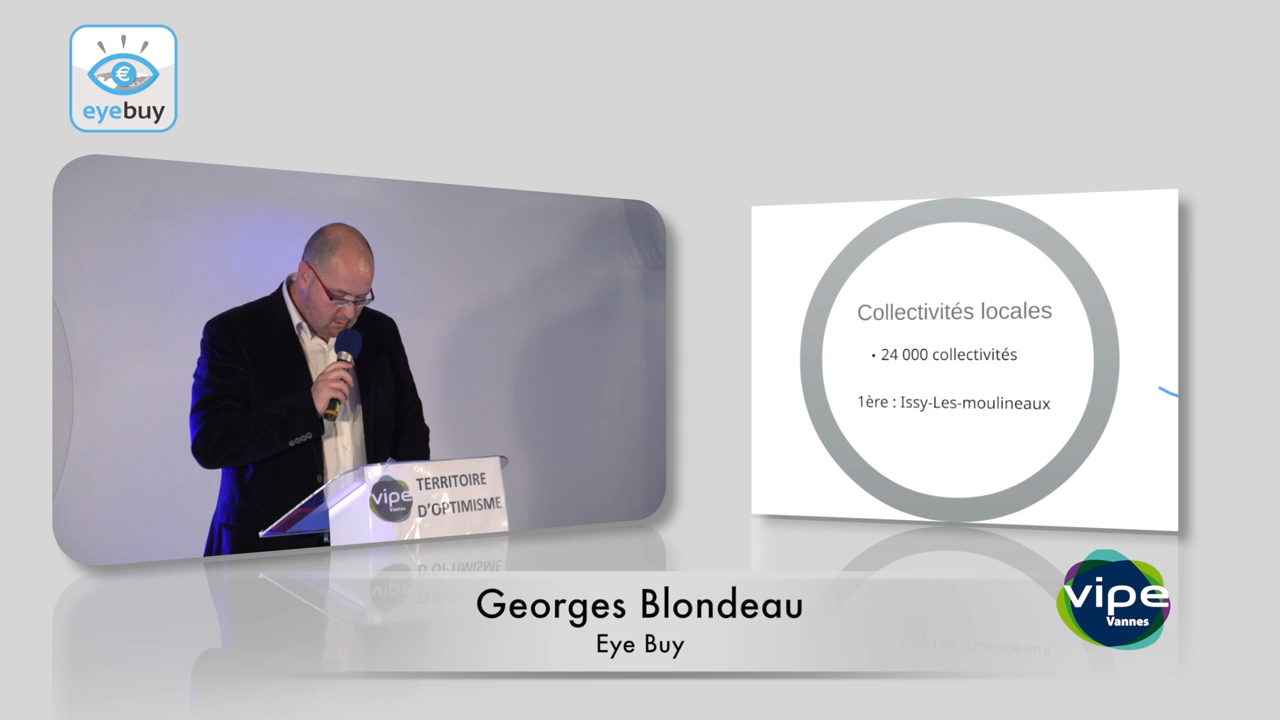 €
eyebuy
vipe
Vannes
TERRITOIRE
D'OPTIMISME
Collectivités locales
• 24 000 collectivités
1ère : Issy-Les-moulineaux
Georges Blondeau
Eye Buy
vipe
Vannes